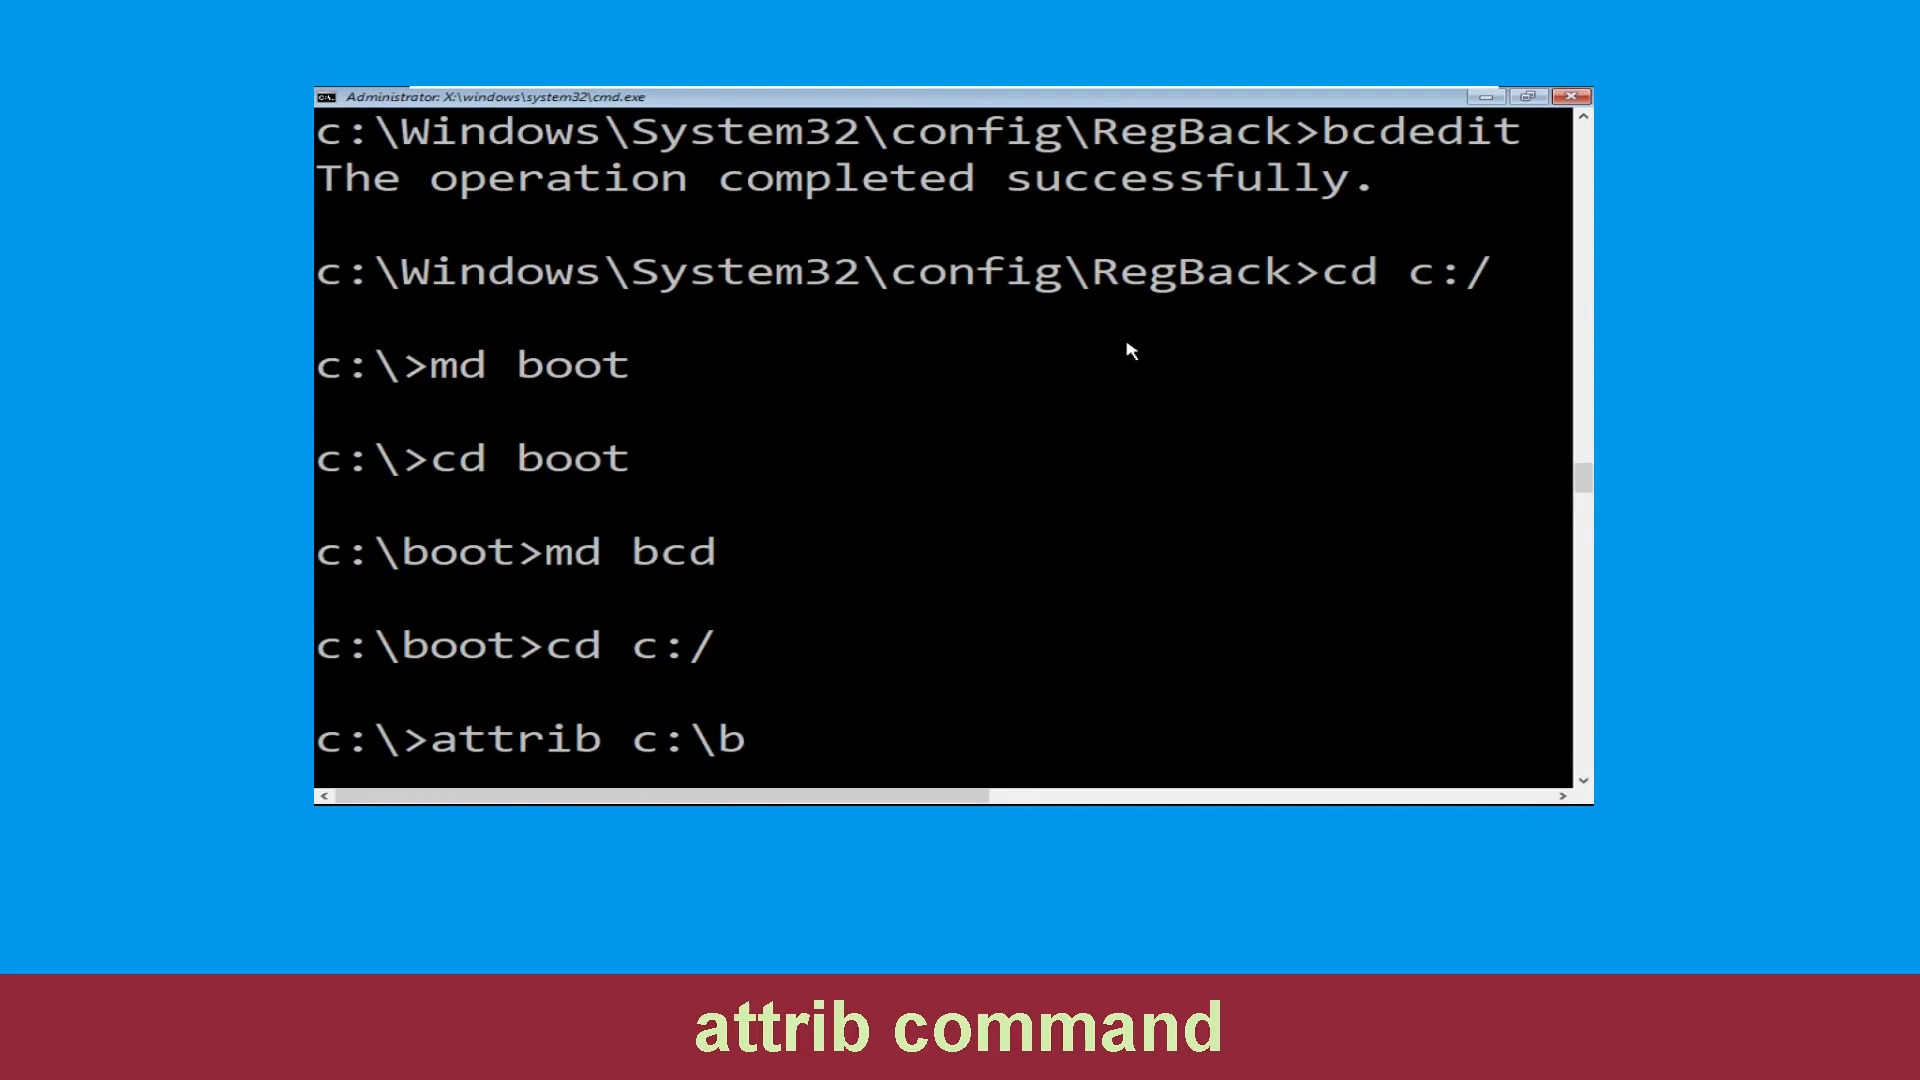 Administrator: X:\windows\system32\cmd.exe
c:\Windows\System32\config\RegBack>bcdedit
The operation completed successfully.
c:\Windows\System32\config\RegBack>cd c:/
c:\>md boot
c:\>cd boot
c:\boot>md bcd
c:\boot>cd c:/
c:\>attrib c:\b
attrib command